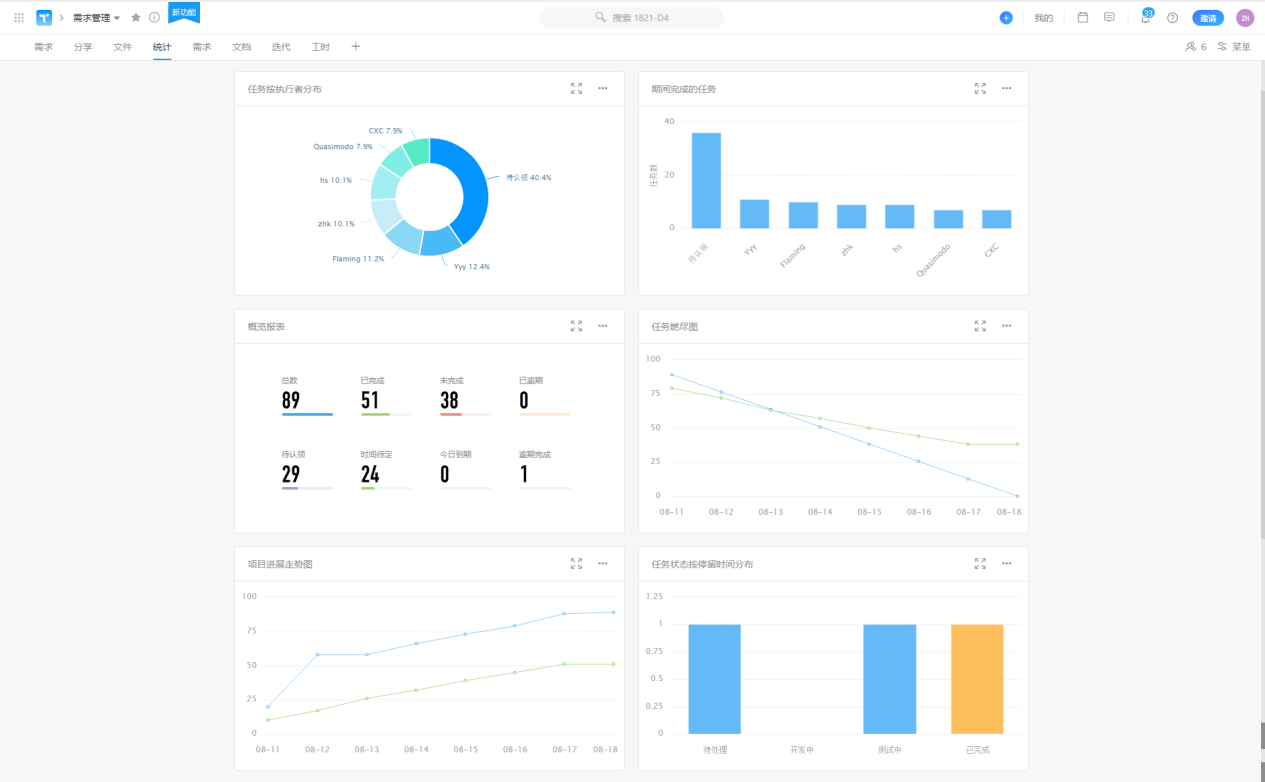 需求管理
新功能
搜索 1821-D4
我的
33
邀请
ZH
需求 分享 文件 统计 需求 文档 迭代 工时
6 菜单
任务按执行者分布
CXC 7.9%
Quasimodo 7.9%
hs 10.1%
待认领 40.4%
zhk 10.1%
Flaming 11.2%
Yyy 12.4%
期间完成的任务
任务数
40
20
0
待认领 Yyy Flaming zhk hs Quasimodo CXC
概览报表
总数 已完成 未完成 已逾期
89 51 38 0
待认领 时间待定 今日到期 逾期完成
29 24 0 1
任务燃尽图
100
75
50
25
0
08-11 08-12 08-13 08-14 08-15 08-16 08-17 08-18
项目进展走势图
100
75
50
25
0
08-11 08-12 08-13 08-14 08-15 08-16 08-17 08-18
任务状态按停留时间分布
1.25
1
0.75
0.5
0.25
0
待处理 开发中 测试中 已完成